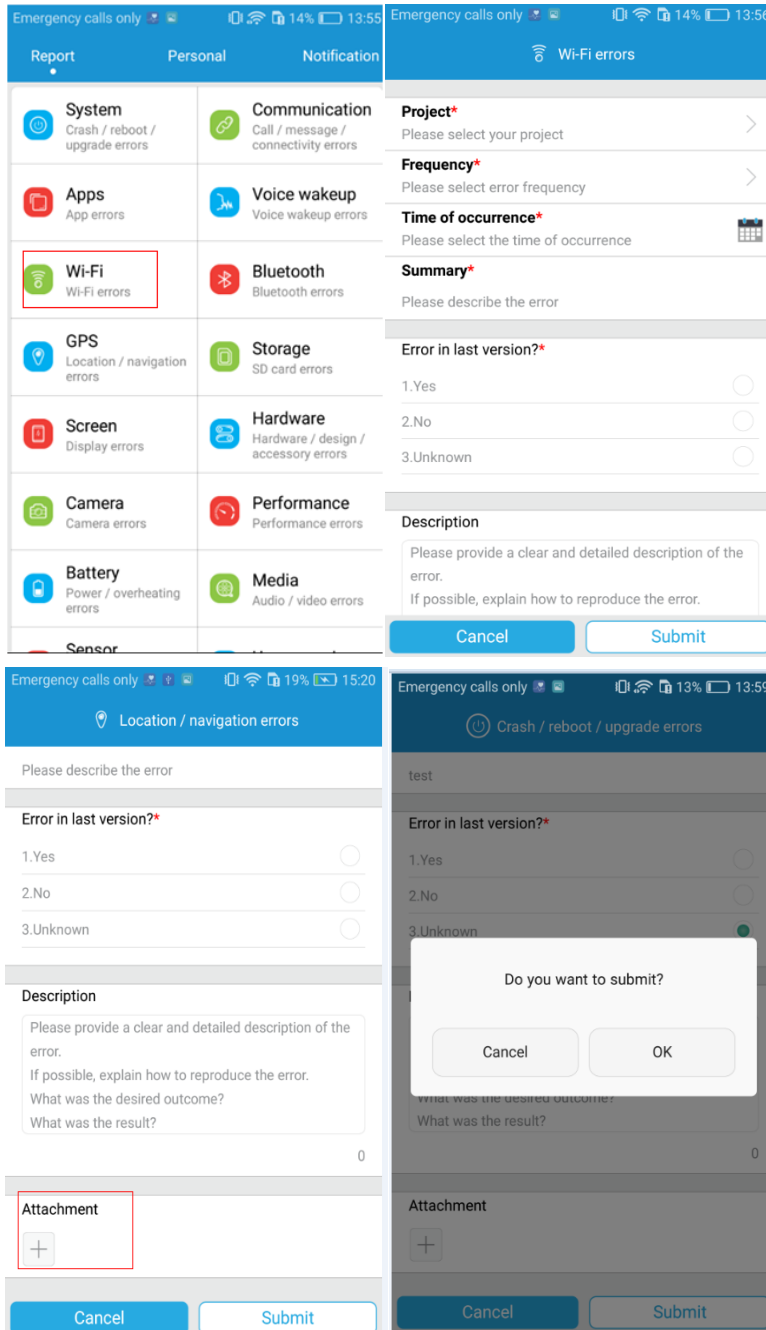 Emergency calls only 14% 13:55
Report Personal Notification
System
Crash / reboot /
upgrade errors
Communication
Call / message /
connectivity errors
Apps
App errors
Voice wakeup
Voice wakeup errors
Wi-Fi
Wi-Fi errors
Bluetooth
Bluetooth errors
GPS
Location / navigation
errors
Storage
SD card errors
Screen
Display errors
Hardware
Hardware / design /
accessory errors
Camera
Camera errors
Performance
Performance errors
Battery
Power / overheating
errors
Media
Audio / video errors
Sensor
Emergency calls only 14% 13:56
Wi-Fi errors
Project*
Please select your project
Frequency*
Please select error frequency
Time of occurrence*
Please select the time of occurrence
Summary*
Please describe the error
Error in last version?*
1.Yes
2.No
3.Unknown
Description
Please provide a clear and detailed description of the
error.
If possible, explain how to reproduce the error.
Cancel Submit
Emergency calls only 19% 15:20
Location / navigation errors
Please describe the error
Error in last version?*
1.Yes
2.No
3.Unknown
Description
Please provide a clear and detailed description of the
error.
If possible, explain how to reproduce the error.
What was the desired outcome?
What was the result?
0
Attachment
Cancel Submit
Emergency calls only 13% 13:59
Crash / reboot / upgrade errors
test
Error in last version?*
1.Yes
2.No
3.Unknown
Do you want to submit?
Cancel OK
What was the desired outcome?
What was the result?
0
Attachment
Cancel Submit